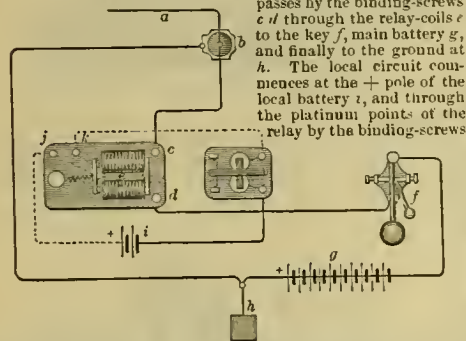 passes by the binding-screws
c d through the relay-coils e
to the key f, main battery g,
and finally to the ground at
h. The local circuit com-
mences at the + pole of the
local battery i, and through
the platinum points of the
relay by the binding-screws
a
b
j
k
c
e
d
f
+ i
g
+
h